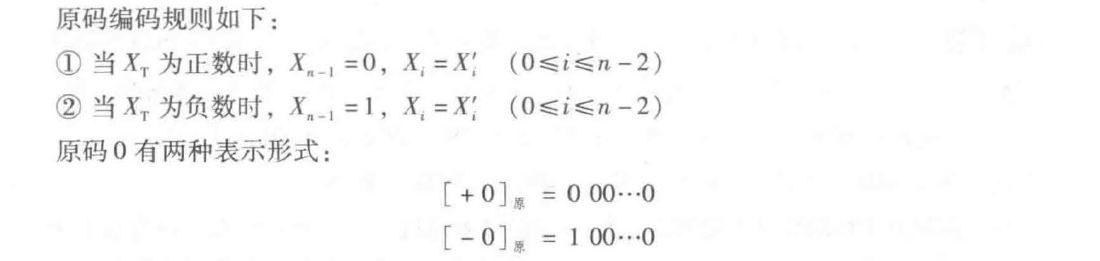 原码编码规则如下：
① 当 X_T 为正数时，X_{n-1} = 0，X_i = X'_i （0≤i≤n-2）
② 当 X_T 为负数时，X_{n-1} = 1，X_i = X'_i （0≤i≤n-2）
原码 0 有两种表示形式：
[ +0 ]_原 = 0 00…0
[ -0 ]_原 = 1 00…0